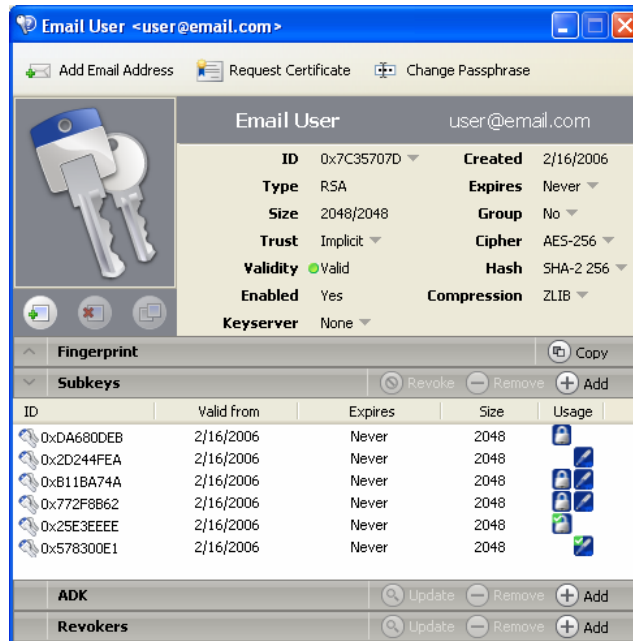 Email User <user@email.com>
Add Email Address Request Certificate Change Passphrase
Email User user@email.com
ID 0x7C35707D Created 2/16/2006
Type RSA Expires Never
Size 2048/2048 Group No
Trust Implicit Cipher AES-256
Validity Valid Hash SHA-2 256
Enabled Yes Compression ZLIB
Keyserver None
Fingerprint Copy
Subkeys Revoke Remove Add
ID Valid from Expires Size Usage
0xDA680DEB 2/16/2006 Never 2048
0x2D244FEA 2/16/2006 Never 2048
0xB11BA74A 2/16/2006 Never 2048
0x772F8B62 2/16/2006 Never 2048
0x25E3EEEE 2/16/2006 Never 2048
0x578300E1 2/16/2006 Never 2048
ADK Update Remove Add
Revokers Update Remove Add